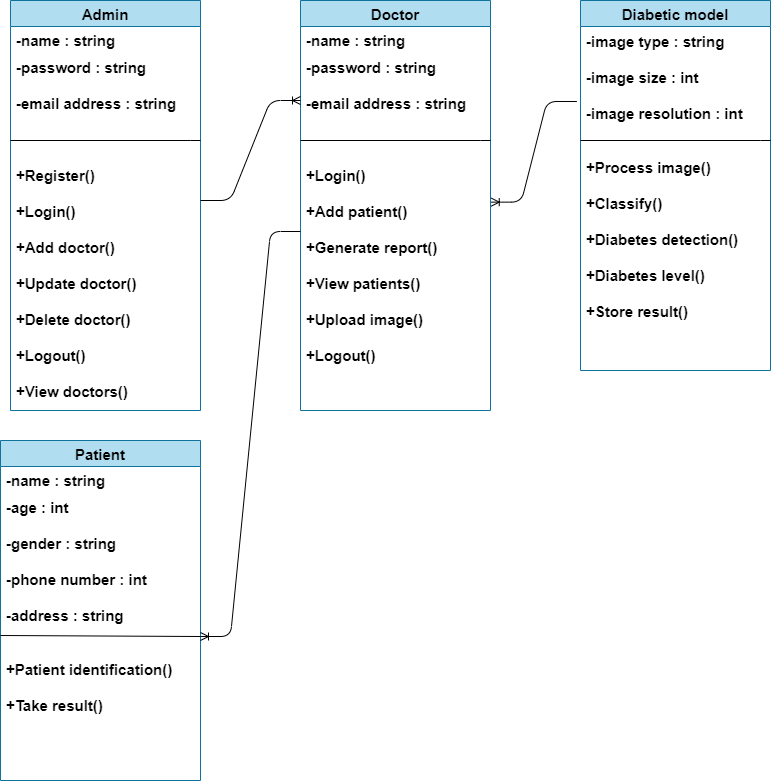 Admin
-name : string
-password : string
-email address : string
+Register()
+Login()
+Add doctor()
+Update doctor()
+Delete doctor()
+Logout()
+View doctors()
Doctor
-name : string
-password : string
-email address : string
+Login()
+Add patient()
+Generate report()
+View patients()
+Upload image()
+Logout()
Diabetic model
-image type : string
-image size : int
-image resolution : int
+Process image()
+Classify()
+Diabetes detection()
+Diabetes level()
+Store result()
Patient
-name : string
-age : int
-gender : string
-phone number : int
-address : string
+Patient identification()
+Take result()